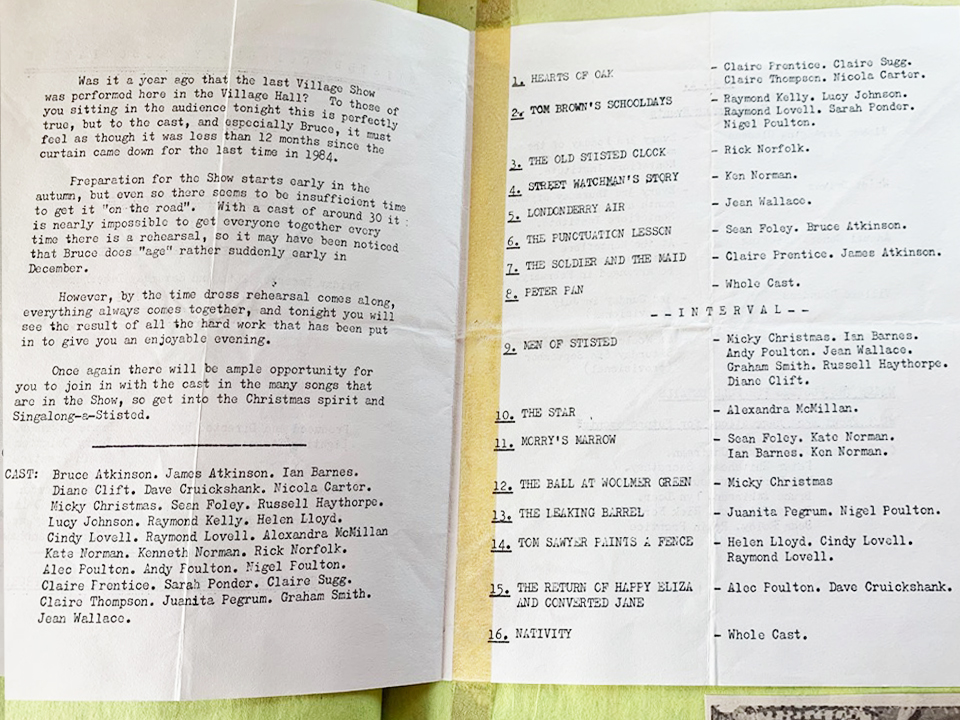 Was it a year ago that the last Village Show
was performed here in the Village Hall? To those of
you sitting in the audience tonight this is perfectly
true, but to the cast, and especially Bruce, it must
feel as though it was less than 12 months since the
curtain came down for the last time in 1984.
Preparation for the Show starts early in the
autumn, but even so there seems to be insufficient time
to get it "on the road". With a cast of around 30 it
is nearly impossible to get everyone together every
time there is a rehearsal, so it may have been noticed
that Bruce does "age" rather suddenly early in
December.
However, by the time dress rehearsal comes along,
everything always comes together, and tonight you will
see the result of all the hard work that has been put
in to give you an enjoyable evening.
Once again there will be ample opportunity for
you to join in with the cast in the many songs that
are in the Show, so get into the Christmas spirit and
Singalong-a-Stisted.
CAST: Bruce Atkinson. James Atkinson. Ian Barnes.
Diane Clift. Dave Cruickshank. Nicola Carter.
Micky Christmas. Sean Foley. Russell Haythorpe.
Lucy Johnson. Raymond Kelly. Helen Lloyd.
Cindy Lovell. Raymond Lovell. Alexandra McMillan
Kate Norman. Kenneth Norman. Rick Norfolk.
Alec Poulton. Andy Poulton. Nigel Poulton.
Claire Prentice. Sarah Ponder. Claire Sugg.
Claire Thompson. Juanita Pegrum. Graham Smith.
Jean Wallace.
1. HEARTS OF OAK - Claire Prentice. Claire Sugg.
Claire Thompson. Nicola Carter.
2. TOM BROWN'S SCHOOLDAYS - Raymond Kelly. Lucy Johnson.
Raymond Lovell. Sarah Ponder.
Nigel Poulton.
3. THE OLD STISTED CLOCK - Rick Norfolk.
4. STREET WATCHMAN'S STORY - Ken Norman.
5. LONDONDERRY AIR - Jean Wallace.
6. THE PUNCTUATION LESSON - Sean Foley. Bruce Atkinson.
7. THE SOLDIER AND THE MAID - Claire Prentice. James Atkinson.
8. PETER PAN - Whole Cast.
--INTERVAL--
9. MEN OF STISTED - Micky Christmas. Ian Barnes.
Andy Poulton. Jean Wallace.
Graham Smith. Russell Haythorpe.
Diane Clift.
10. THE STAR - Alexandra McMillan.
11. MORRY'S MARROW - Sean Foley. Kate Norman.
Ian Barnes. Ken Norman.
12. THE BALL AT WOOLMER GREEN - Micky Christmas
13. THE LEAKING BARREL - Juanita Pegrum. Nigel Poulton.
14. TOM SAWYER PAINTS A FENCE - Helen Lloyd. Cindy Lovell.
Raymond Lovell.
15. THE RETURN OF HAPPY ELIZA - Alec Poulton. Dave Cruickshank.
AND CONVERTED JANE
16. NATIVITY - Whole Cast.